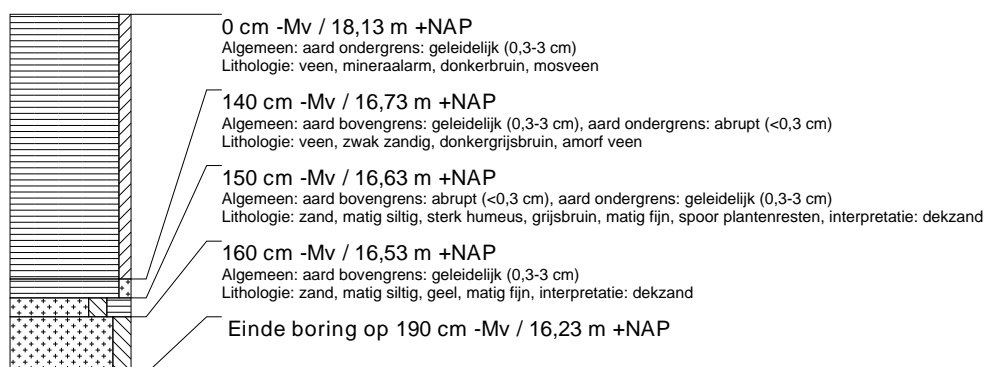 0 cm -Mv / 18,13 m +NAP
Algemeen: aard ondergrens: geleidelijk (0,3-3 cm)
Lithologie: veen, mineraalarm, donkerbruin, mosveen
140 cm -Mv / 16,73 m +NAP
Algemeen: aard bovengrens: geleidelijk (0,3-3 cm), aard ondergrens: abrupt (<0,3 cm)
Lithologie: veen, zwak zandig, donkergrijsbruin, amorf veen
150 cm -Mv / 16,63 m +NAP
Algemeen: aard bovengrens: abrupt (<0,3 cm), aard ondergrens: geleidelijk (0,3-3 cm)
Lithologie: zand, matig siltig, sterk humeus, grijsbruin, matig fijn, spoor plantenresten, interpretatie: dekzand
160 cm -Mv / 16,53 m +NAP
Algemeen: aard bovengrens: geleidelijk (0,3-3 cm)
Lithologie: zand, matig siltig, geel, matig fijn, interpretatie: dekzand
Einde boring op 190 cm -Mv / 16,23 m +NAP